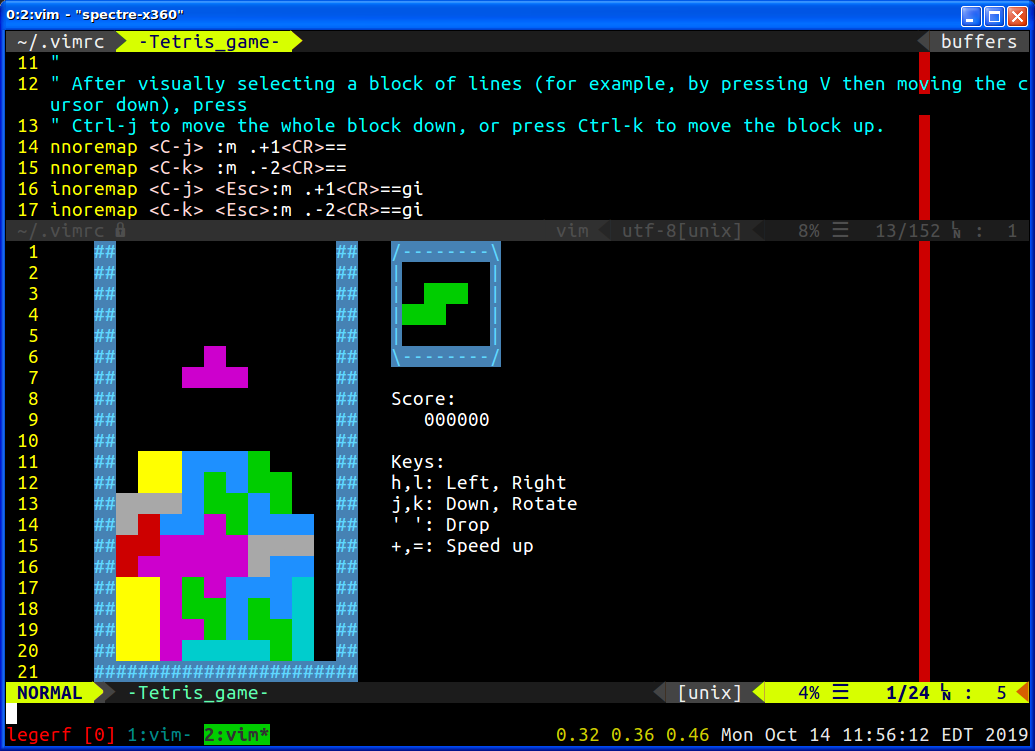 0:2:vim - "spectre-x360"
~/.vimrc -Tetris_game- buffers
11 "
12 " After visually selecting a block of lines (for example, by pressing V then moving the c
ursor down), press
13 " Ctrl-j to move the whole block down, or press Ctrl-k to move the block up.
14 nnoremap <C-j> :m .+1<CR>==
15 nnoremap <C-k> :m .-2<CR>==
16 inoremap <C-j> <Esc>:m .+1<CR>==gi
17 inoremap <C-k> <Esc>:m .-2<CR>==gi
~/.vimrc vim utf-8[unix] 8% ☰ 13/152 ㏑ : 1
1 ## ## /--------\
2 ## ## | |
3 ## ## | |
4 ## ## | |
5 ## ## | |
6 ## ## \--------/
7 ## ##
8 ## ## Score:
9 ## ## 000000
10 ## ##
11 ## ## Keys:
12 ## ## h,l: Left, Right
13 ## ## j,k: Down, Rotate
14 ## ## ' ': Drop
15 ## ## +,=: Speed up
16 ## ##
17 ## ##
18 ## ##
19 ## ##
20 ## ##
21 ########################
NORMAL -Tetris_game- [unix] 4% ☰ 1/24 ㏑ : 5
legerf [0] 1:vim- 2:vim* 0.32 0.36 0.46 Mon Oct 14 11:56:12 EDT 2019